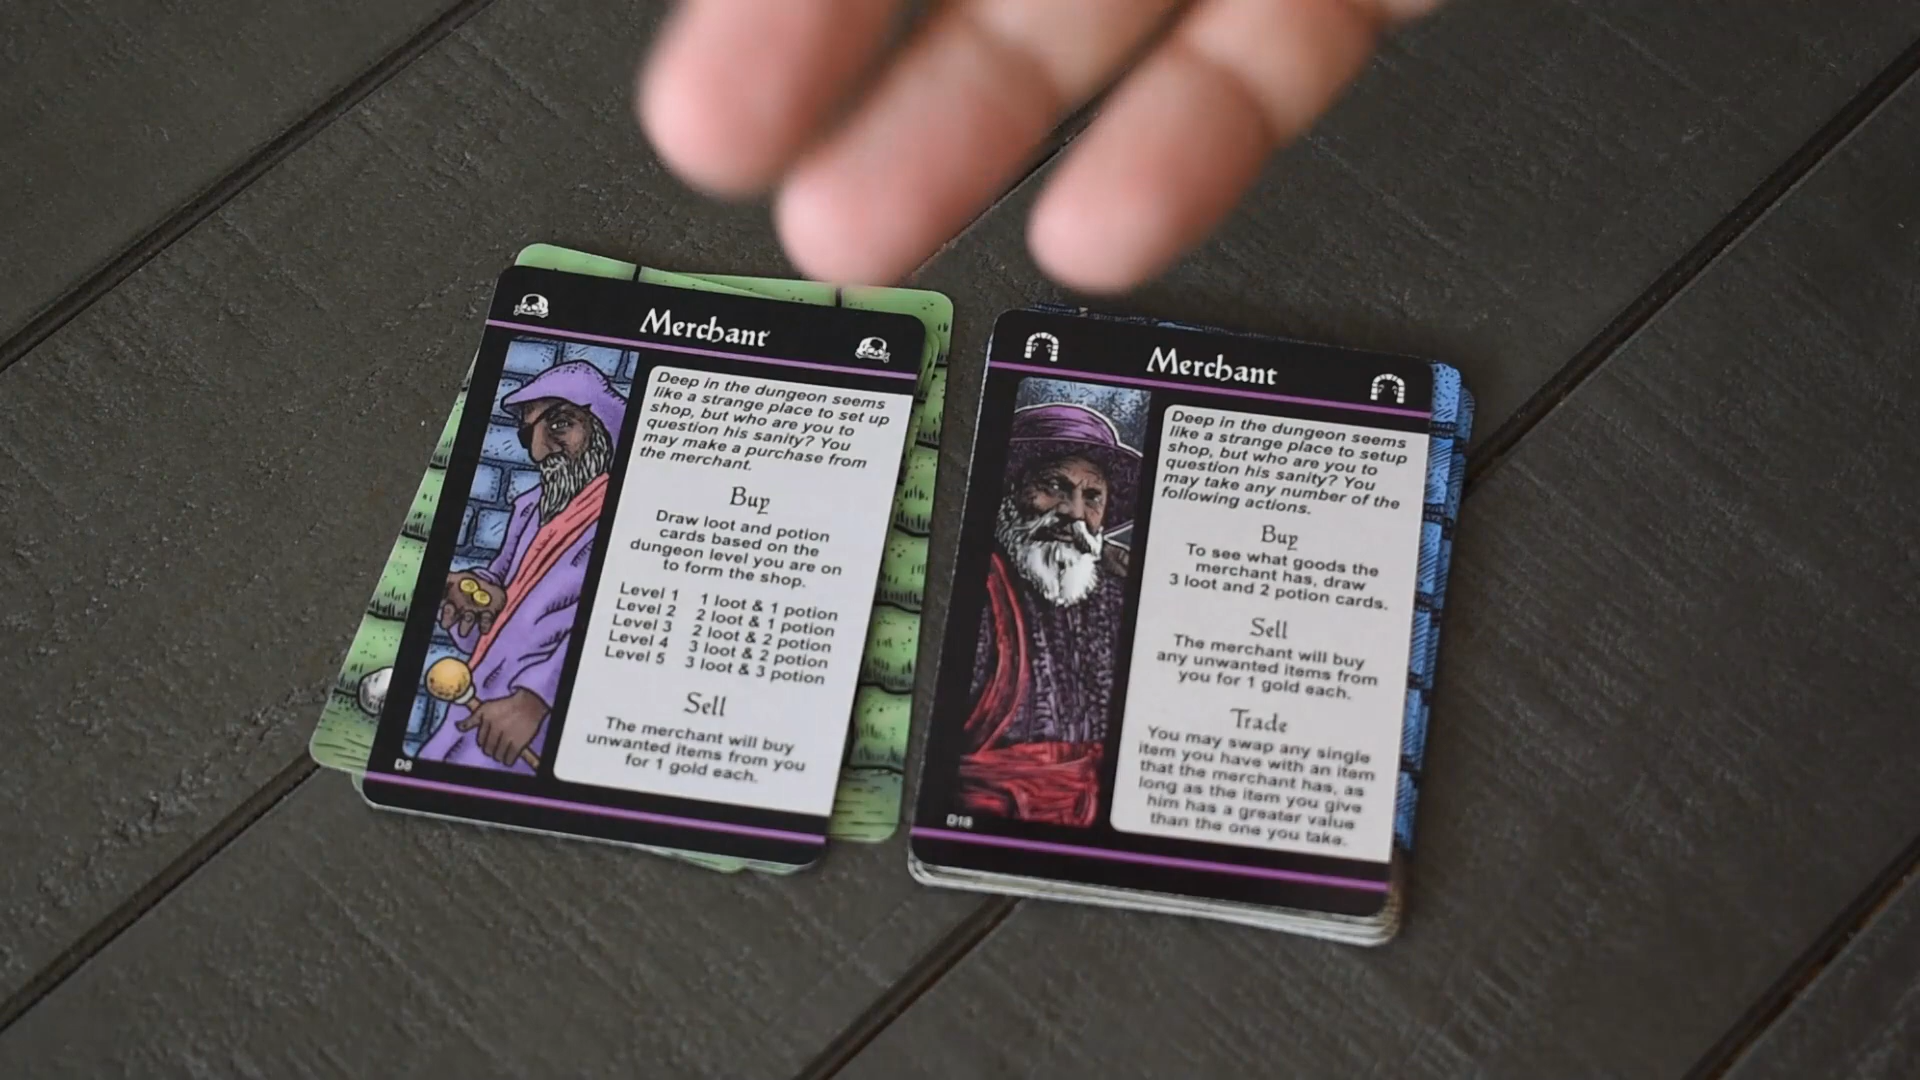 Merchant
Deep in the dungeon seems
like a strange place to set up
shop, but who are you to
question his sanity? You
may make a purchase from
the merchant.
Buy
Draw loot and potion
cards based on the
dungeon level you are on
to form the shop.
Level 1 1 loot & 1 potion
Level 2 2 loot & 1 potion
Level 3 2 loot & 2 potion
Level 4 3 loot & 2 potion
Level 5 3 loot & 3 potion
Sell
The merchant will buy
unwanted items from you
for 1 gold each.
D8
Merchant
Deep in the dungeon seems
like a strange place to setup
shop, but who are you to
question his sanity? You
may take any number of the
following actions.
Buy
To see what goods the
merchant has, draw
3 loot and 2 potion cards.
Sell
The merchant will buy
any unwanted items from
you for 1 gold each.
Trade
You may swap any single
item you have with an item
that the merchant has, as
long as the item you give
him has a greater value
than the one you take.
D18